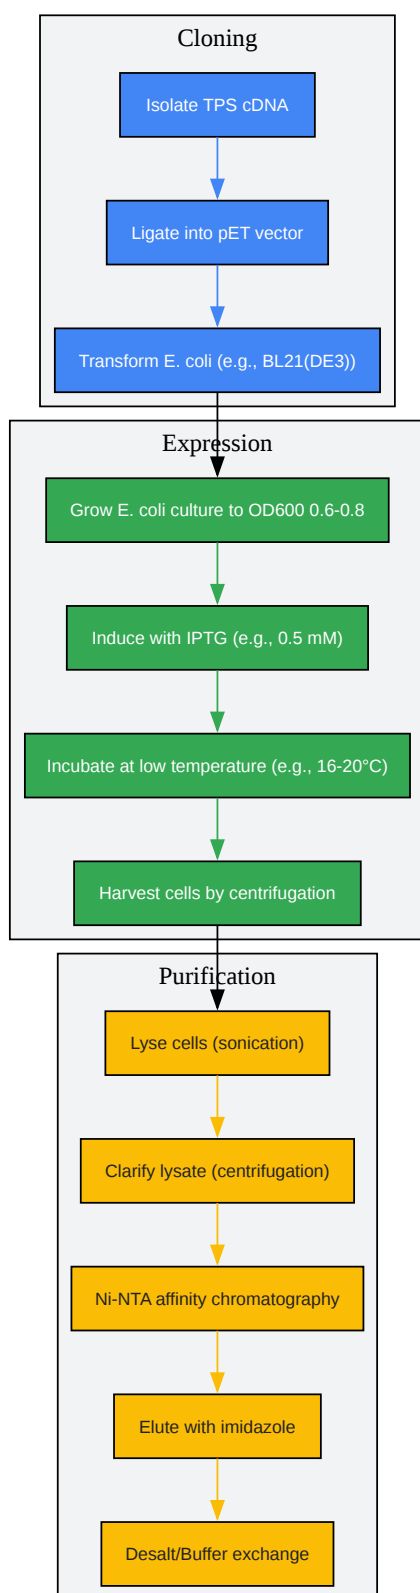 Cloning
Isolate TPS cDNA
Ligate into pET vector
Transform E. coli (e.g., BL21(DE3))
Expression
Grow E. coli culture to OD600 0.6-0.8
Induce with IPTG (e.g., 0.5 mM)
Incubate at low temperature (e.g., 16-20°C)
Harvest cells by centrifugation
Purification
Lyse cells (sonication)
Clarify lysate (centrifugation)
Ni-NTA affinity chromatography
Elute with imidazole
Desalt/Buffer exchange